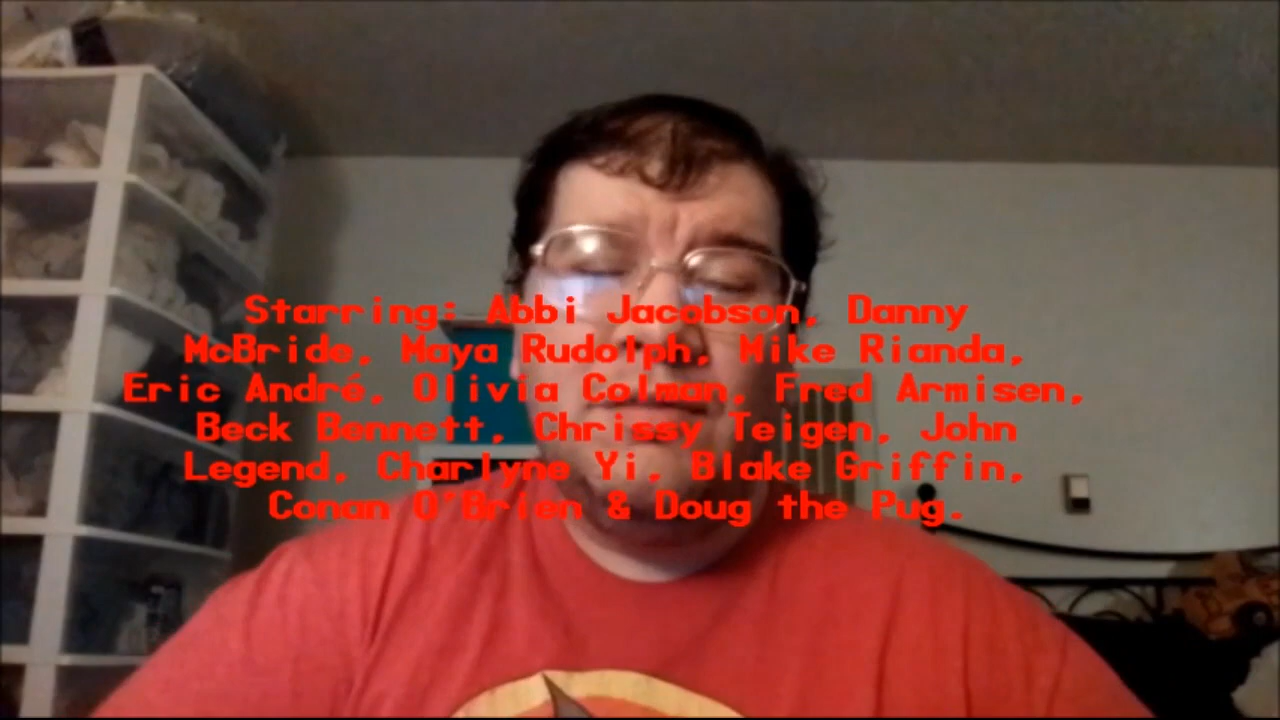 Starring: Abbi Jacobson, Danny
McBride, Maya Rudolph, Mike Rianda,
Eric André, Olivia Colman, Fred Armisen,
Beck Bennett, Chrissy Teigen, John
Legend, Charlyne Yi, Blake Griffin,
Conan O'Brien & Doug the Pug.